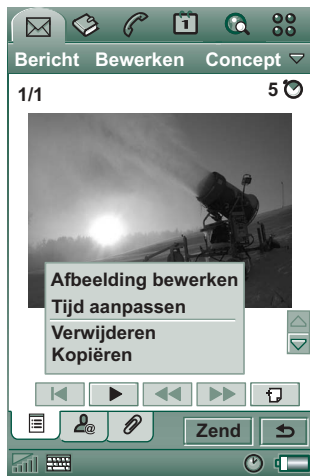 Bericht Bewerken Concept
1/1 5
Afbeelding bewerken
Tijd aanpassen
Verwijderen
Kopiëren
Zend